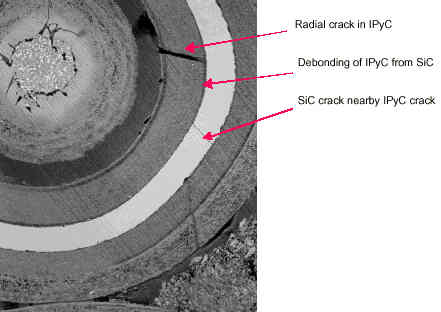 Radial crack in IPyC
Debonding of IPyC from SiC
SiC crack nearby IPyC crack